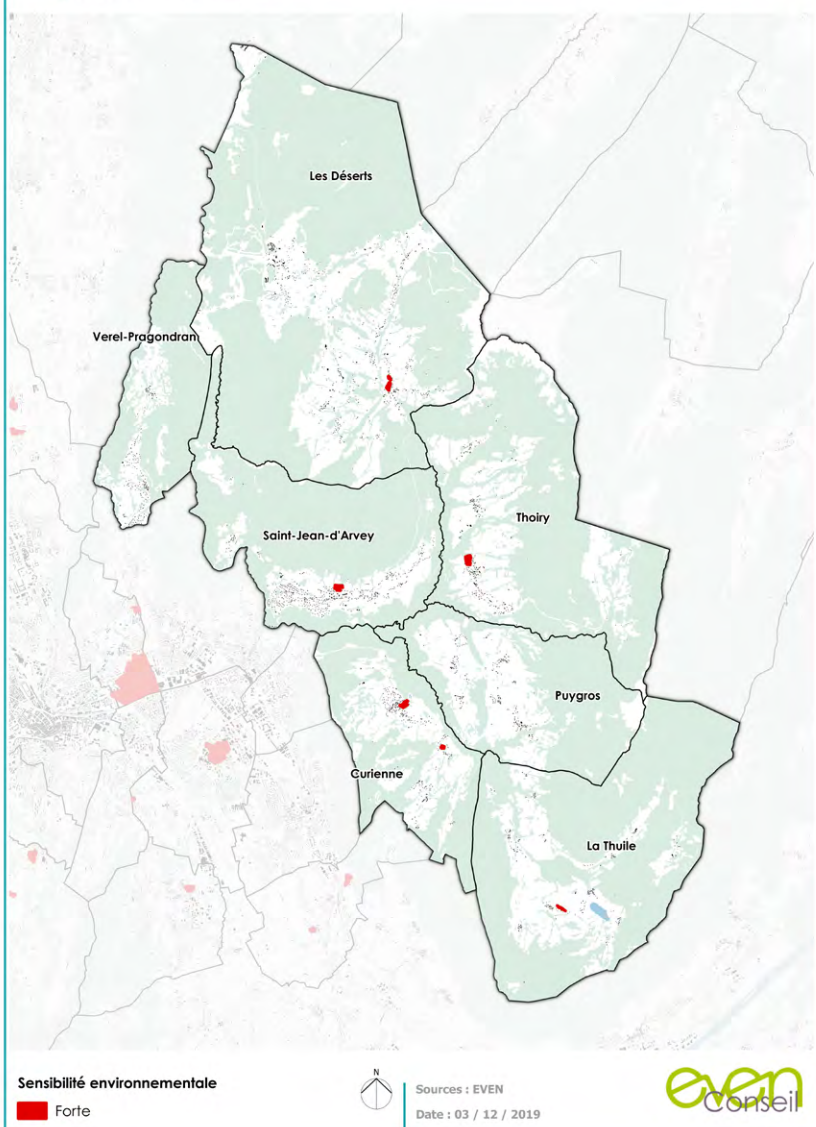 Les Déserts
Verel-Pragondran
Saint-Jean-d'Arvey
Thoiry
Puygros
Curienne
La Thuile
Sensibilité environnementale
Forte
N
Sources : EVEN
Date : 03 / 12 / 2019
even
Conseil